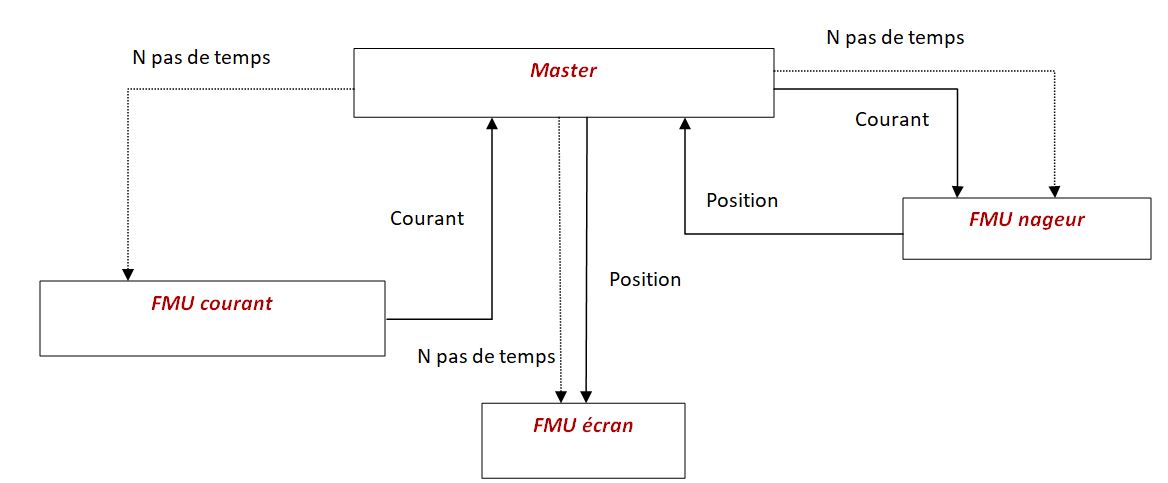 N pas de temps
Master
N pas de temps
Courant
Courant
Position
FMU nageur
Position
FMU courant
N pas de temps
FMU écran